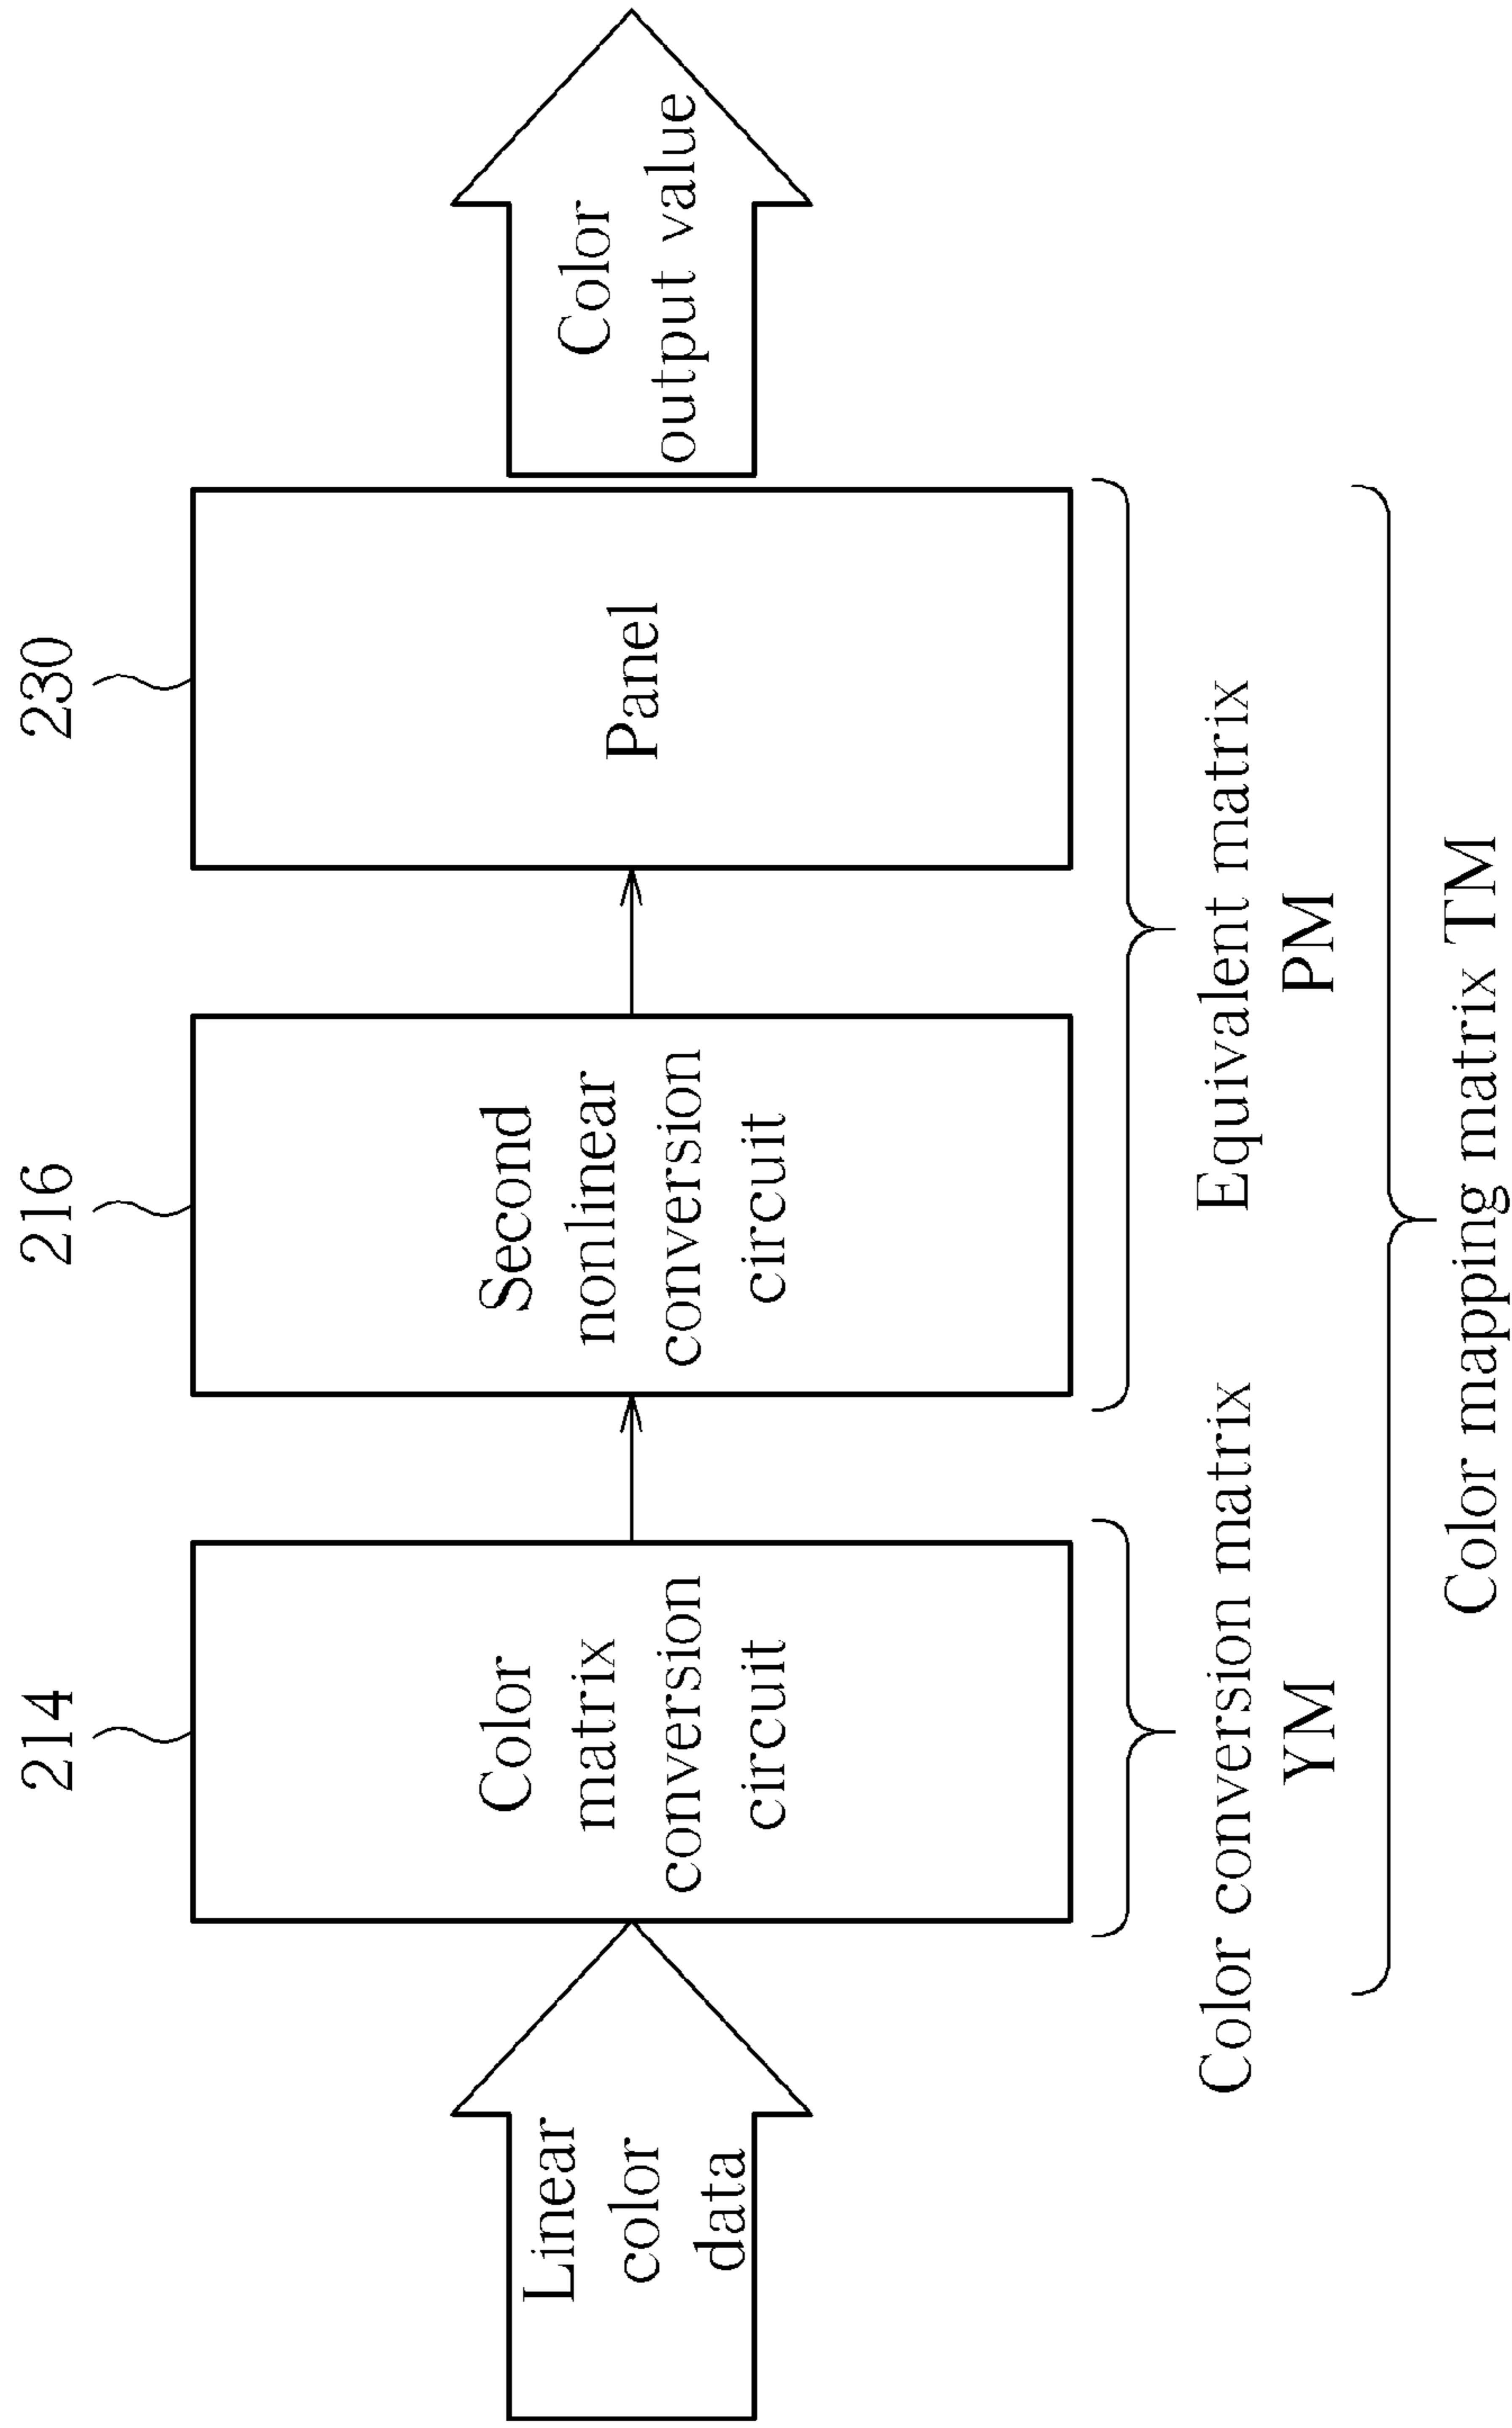 214
216
230
Linear
color
data
Color
matrix
conversion
circuit
Second
nonlinear
conversion
circuit
Panel
Color
output value
Color conversion matrix
YM
Equivalent matrix
PM
Color mapping matrix TM